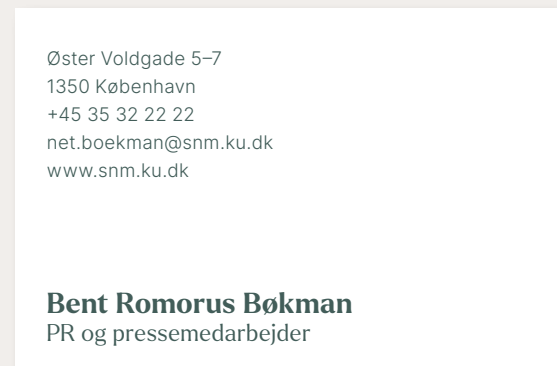 Øster Voldgade 5–7
1350 København
+45 35 32 22 22
net.boekman@snm.ku.dk
www.snm.ku.dk
Bent Romorus Bøkman
PR og pressemedarbejder